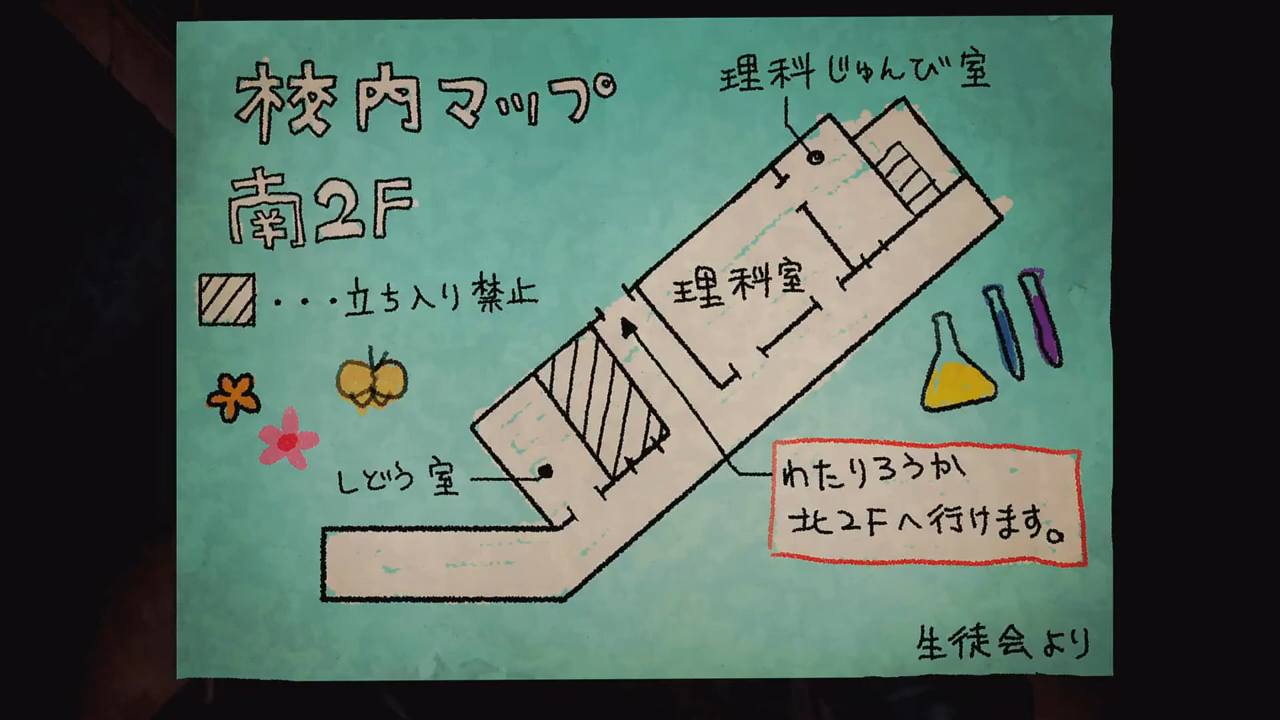 校内マップ
南2F
・・・立ち入り禁止
理科じゅんび室
理科室
しどう室
わたりろうか
北2Fへ行けます。
生徒会より